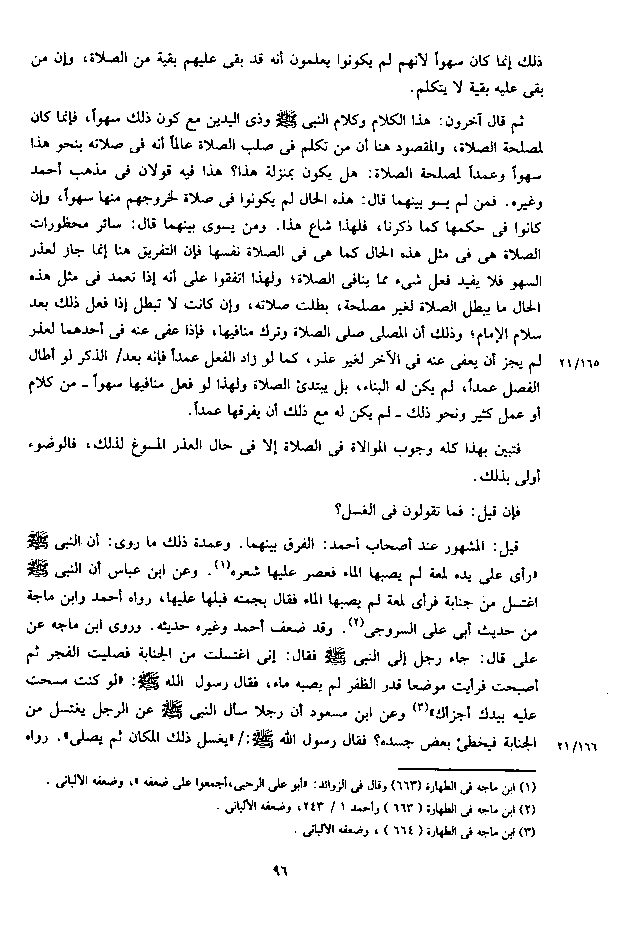 ذلك إنما كان سهواً لأنهم لم يكونوا يعلمون أنه قد بقى عليهم بقية من الصلاة، وإن من
بقى عليه بقية لا يتكلم.
ثم قال آخرون: هذا الكلام وكلام النبى ﷺ وذى اليدين مع كون ذلك سهواً، فإنما كان
لمصلحة الصلاة، والمقصود هنا أن من تكلم فى صلب الصلاة عالماً أنه فى صلاته بنحو هذا
سهواً وعمداً لمصلحة الصلاة: هل يكون بمنزلة هذا؟ هذا فيه قولان فى مذهب أحمد
وغيره. فمن لم يسو بينهما قال: هذه الحال لم يكونوا فى صلاة لخروجهم منها سهواً، وإن
كانوا فى حكمها كما ذكرنا، فلهذا شاع هذا. ومن يسوى بينهما قال: سائر محظورات
الصلاة هى فى مثل هذه الحال كما هى فى الصلاة نفسها فإن التفريق هنا إنما جاز لعذر
السهو فلا يفيد فعل شىء مما ينافى الصلاة؛ ولهذا اتفقوا على أنه إذا تعمد فى مثل هذه
الحال ما يبطل الصلاة لغير مصلحة، بطلت صلاته، وإن كانت لا تبطل إذا فعل ذلك بعد
سلام الإمام؛ وذلك أن المصلى صلى الصلاة وترك منافيها، فإذا عفى عنه فى أحدهما لعذر
لم يجز أن يعفى عنه فى الآخر لغير عذر، كما لو زاد الفعل عمداً فإنه بعد/ الذكر لو أطال ٢١/١٦٥
الفصل عمداً، لم يكن له البناء، بل يبتدئ الصلاة ولهذا لو فعل منافيها سهواً ـ من كلام
أو عمل كثير ونحو ذلك ـ لم يكن له مع ذلك أن يفرقها عمداً.
فتبين بهذا كله وجوب الموالاة فى الصلاة إلا فى حال العذر المسوغ لذلك، فالوضوء
أولى بذلك.
فإن قيل: فما تقولون فى الغسل؟
قيل: المشهور عند أصحاب أحمد: الفرق بينهما. وعمدة ذلك ما روى: أن النبى ﷺ
«رأى على يده لمعة لم يصبها الماء فعصر عليها شعره»(١). وعن ابن عباس أن النبى ﷺ
اغتسل من جنابة فرأى لمعة لم يصبها الماء فقال بجمته فبلها عليها، رواه أحمد وابن ماجة
من حديث أبى على السروجى(٢). وقد ضعف أحمد وغيره حديثه. وروى ابن ماجه عن
على قال: جاء رجل إلى النبى ﷺ فقال: إنى اغتسلت من الجنابة فصليت الفجر ثم
أصبحت فرأيت موضعا قدر الظفر لم يصبه ماء، فقال رسول الله ﷺ: «لو كنت مسحت
عليه بيدك أجزاك»(٣) وعن ابن مسعود أن رجلا سأل النبى ﷺ عن الرجل يغتسل من
الجنابة فيخطئ بعض جسده؟ فقال رسول الله ﷺ:/«يغسل ذلك المكان ثم يصلى». رواه ٢١/١٦٦
(١) ابن ماجه فى الطهارة (٦٦٣) وقال فى الزوائد: «أبو على الرحبى،أجمعوا على ضعفه »، وضعفه الألبانى .
(٢) ابن ماجه فى الطهارة ( ٦٦٣ ) وأحمد ١ / ٢٤٣، وضعفه الألبانى .
(٣) ابن ماجه فى الطهارة ( ٦٦٤ ) ، وضعفه الألبانى .
٩٦